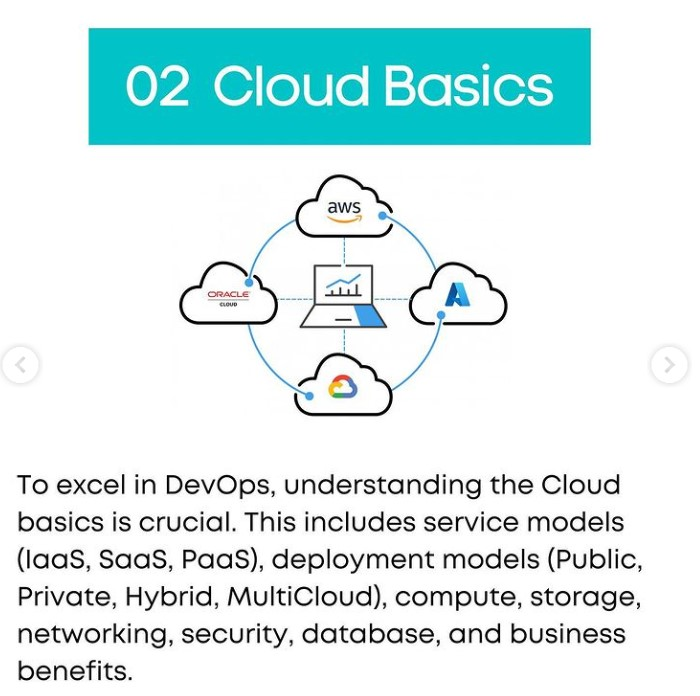 02 Cloud Basics
aws
ORACLE
CLOUD
To excel in DevOps, understanding the Cloud
basics is crucial. This includes service models
(IaaS, SaaS, PaaS), deployment models (Public,
Private, Hybrid, MultiCloud), compute, storage,
networking, security, database, and business
benefits.